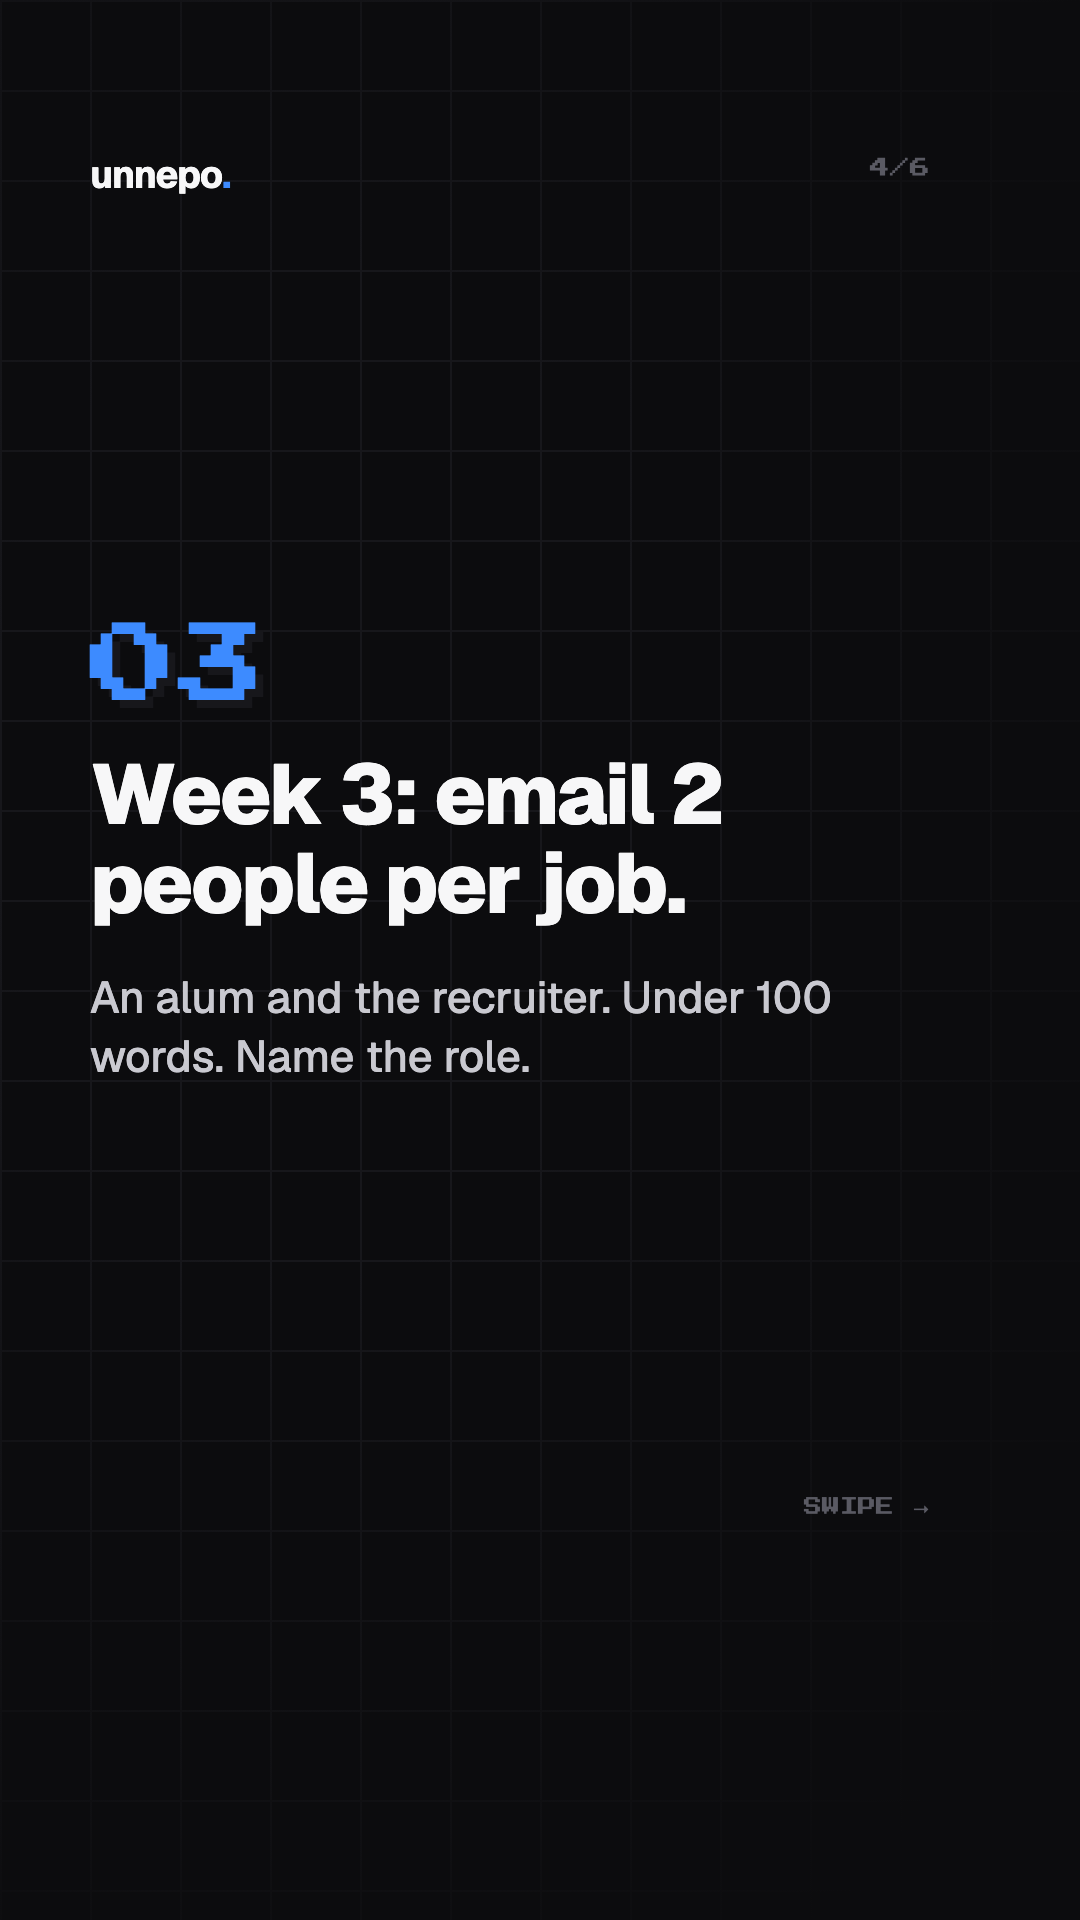 unnepo.
4/6
03
Week 3: email 2
people per job.
An alum and the recruiter. Under 100
words. Name the role.
SWIPE →